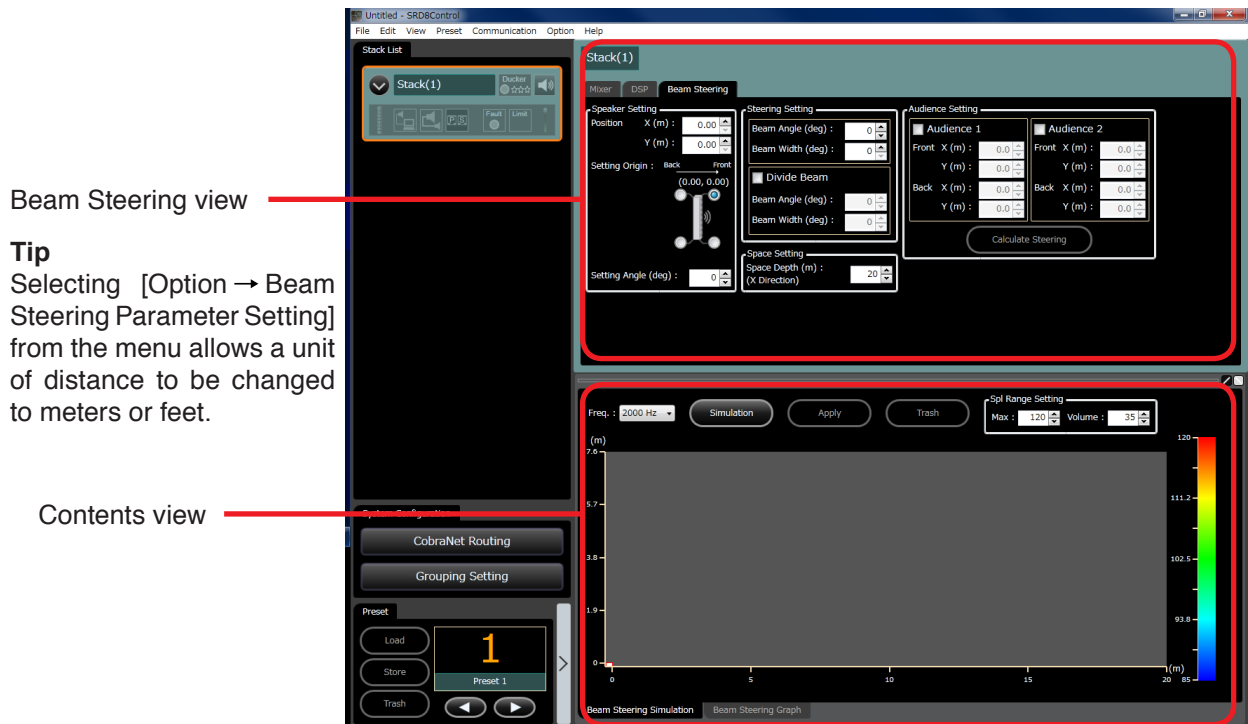 Beam Steering view
Tip
Selecting [Option → Beam
Steering Parameter Setting]
from the menu allows a unit
of distance to be changed
to meters or feet.
Contents view
Untitled - SRD8Control
File Edit View Preset Communication Option Help
Stack List
Stack(1)
Ducker
Fault Limit
CobraNet Routing
Grouping Setting
Preset
Load
Store
Trash
1
Preset 1
Stack(1)
Mixer DSP Beam Steering
Speaker Setting
Position X (m) : 0.00
Y (m) : 0.00
Setting Origin : Back Front
(0.00, 0.00)
Setting Angle (deg) : 0
Steering Setting
Beam Angle (deg) : 0
Beam Width (deg) : 0
Divide Beam
Beam Angle (deg) : 0
Beam Width (deg) : 0
Space Setting
Space Depth (m) : 20
(X Direction)
Audience Setting
Audience 1
Front X (m) : 0.0
Y (m) : 0.0
Back X (m) : 0.0
Y (m) : 0.0
Audience 2
Front X (m) : 0.0
Y (m) : 0.0
Back X (m) : 0.0
Y (m) : 0.0
Calculate Steering
Freq. : 2000 Hz
Simulation
Apply
Trash
Spl Range Setting
Max : 120 Volume : 35
(m)
7.6
5.7
3.8
1.9
0
0 5 10 15 20
(m)
120
111.2
102.5
93.8
85
Beam Steering Simulation Beam Steering Graph